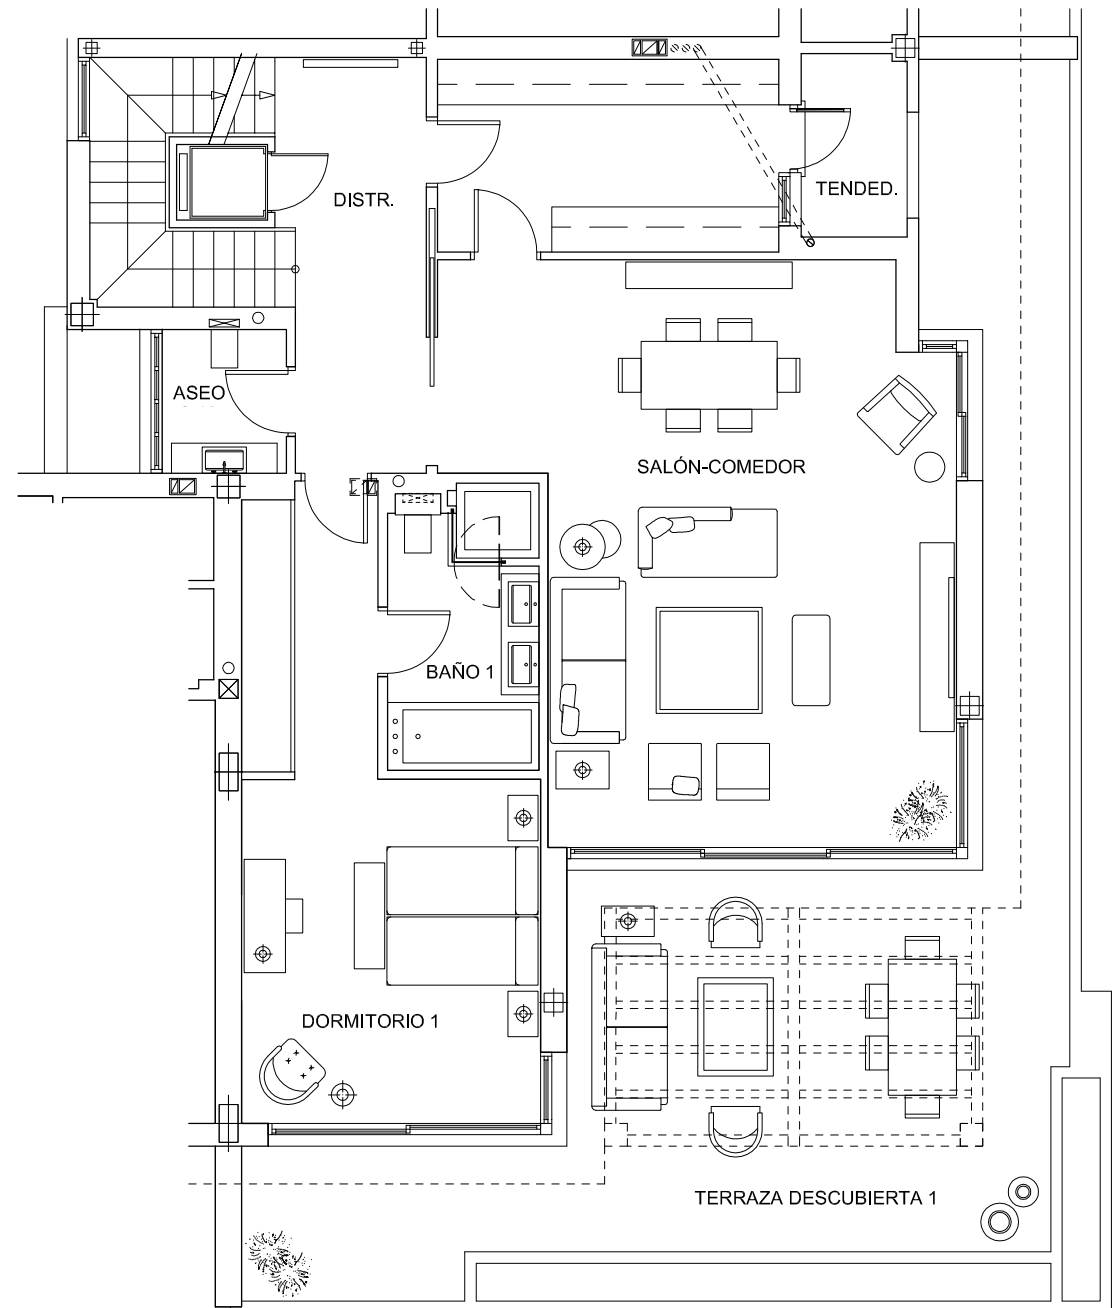 DISTR.
TENDED.
ASEO
SALÓN-COMEDOR
BAÑO 1
DORMITORIO 1
TERRAZA DESCUBIERTA 1